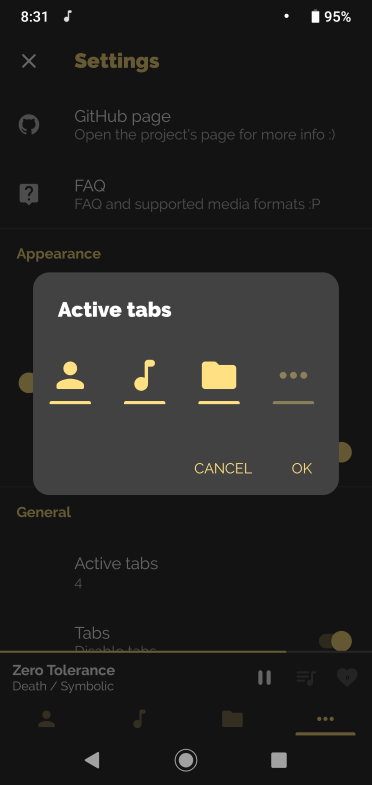 8:31
95%
Settings
GitHub page
Open the project's page for more info :)
FAQ
FAQ and supported media formats :P
Appearance
Active tabs
CANCEL
OK
General
Active tabs
4
Tabs
Disable tabs
Zero Tolerance
Death / Symbolic